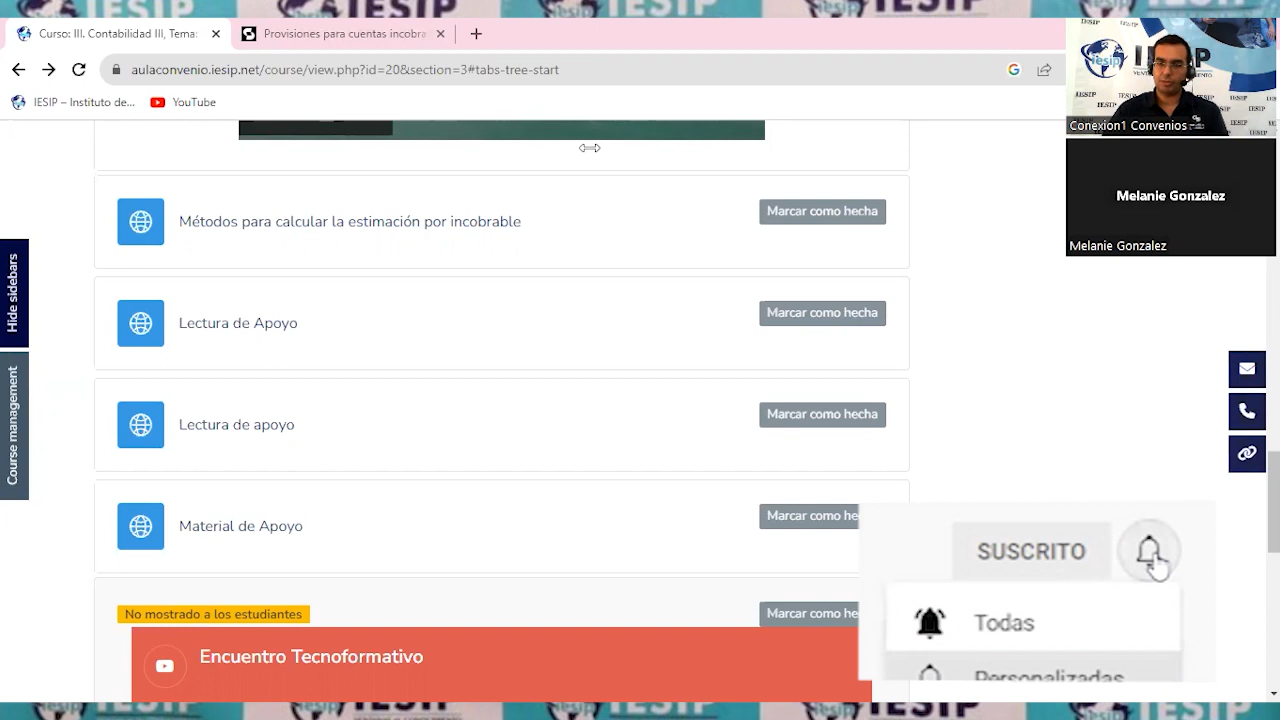 Curso: III. Contabilidad III, Tema:
Provisiones para cuentas incobra
aulaconvenio.iesip.net/course/view.php?id=20&section=3#tabs-tree-start
IESIP – Instituto de...
YouTube
Conexion1 Convenios
Melanie Gonzalez
Melanie Gonzalez
Hide sidebars
Course management
Métodos para calcular la estimación por incobrable
Marcar como hecha
Lectura de Apoyo
Marcar como hecha
Lectura de apoyo
Marcar como hecha
Material de Apoyo
Marcar como he
No mostrado a los estudiantes
Marcar como he
Encuentro Tecnoformativo
SUSCRITO
Todas
Personalizadas